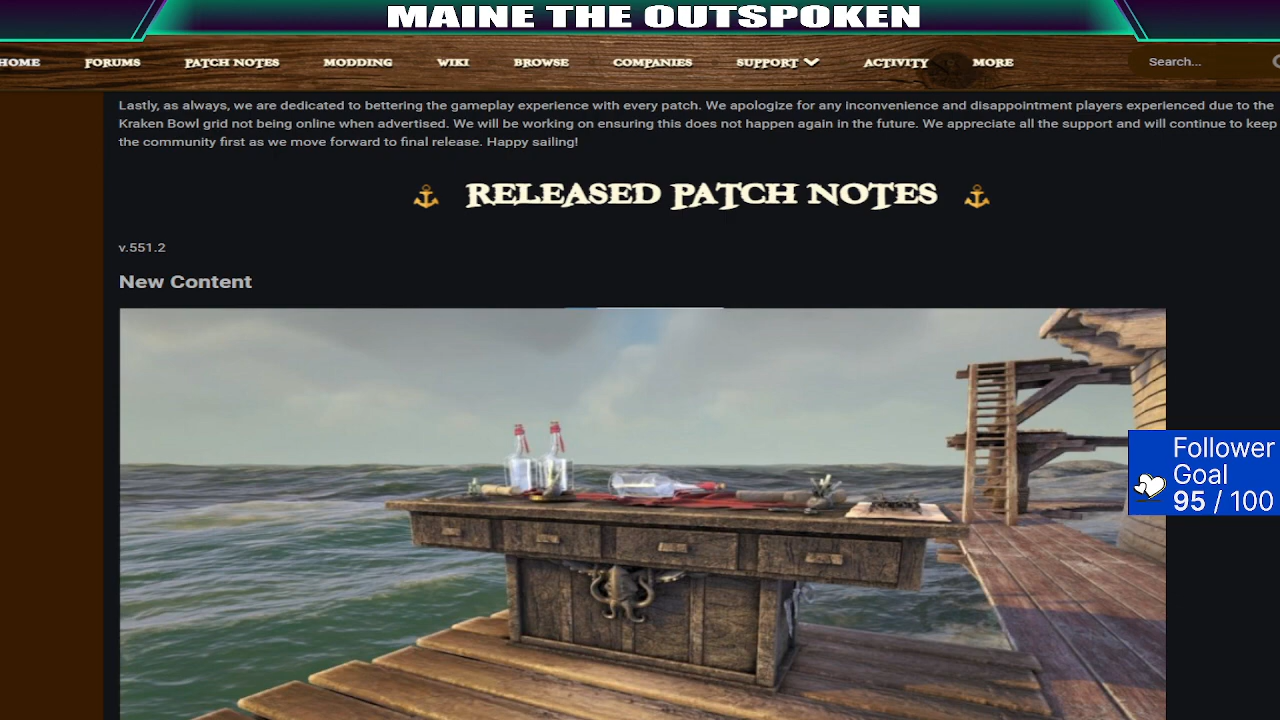 MAINE THE OUTSPOKEN
HOME FORUMS PATCH NOTES MODDING WIKI BROWSE COMPANIES SUPPORT ACTIVITY MORE Search...
Lastly, as always, we are dedicated to bettering the gameplay experience with every patch. We apologize for any inconvenience and disappointment players experienced due to the
Kraken Bowl grid not being online when advertised. We will be working on ensuring this does not happen again in the future. We appreciate all the support and will continue to keep
the community first as we move forward to final release. Happy sailing!
RELEASED PATCH NOTES
v.551.2
New Content
Follower
Goal
95 / 100